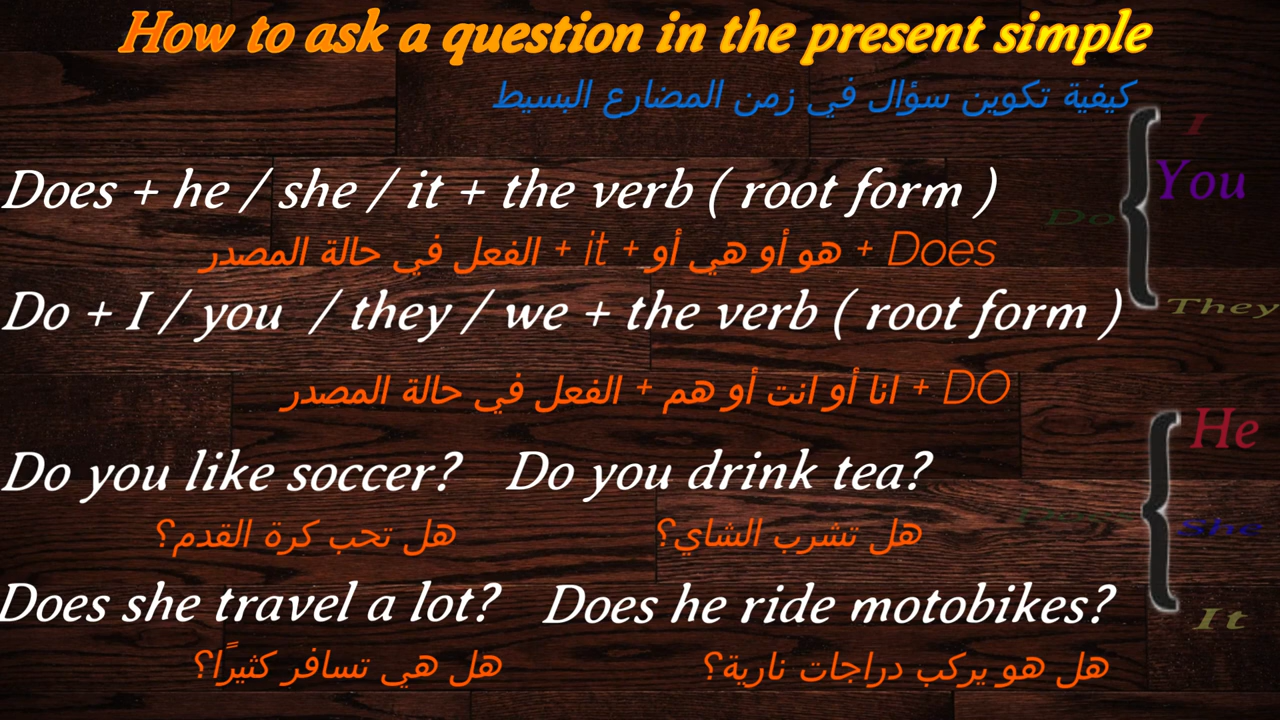 How to ask a question in the present simple
كيفية تكوين سؤال في زمن المضارع البسيط
I
You
Does + he / she / it + the verb ( root form )
Do
Does + هو أو هي أو + it + الفعل في حالة المصدر
Do + I / you / they / we + the verb ( root form )
They
DO + انا أو انت أو هم + الفعل في حالة المصدر
He
Do you like soccer? Do you drink tea?
هل تحب كرة القدم؟ هل تشرب الشاي؟
She
Does she travel a lot? Does he ride motobikes?
It
هل هي تسافر كثيرًا؟ هل هو يركب دراجات نارية؟